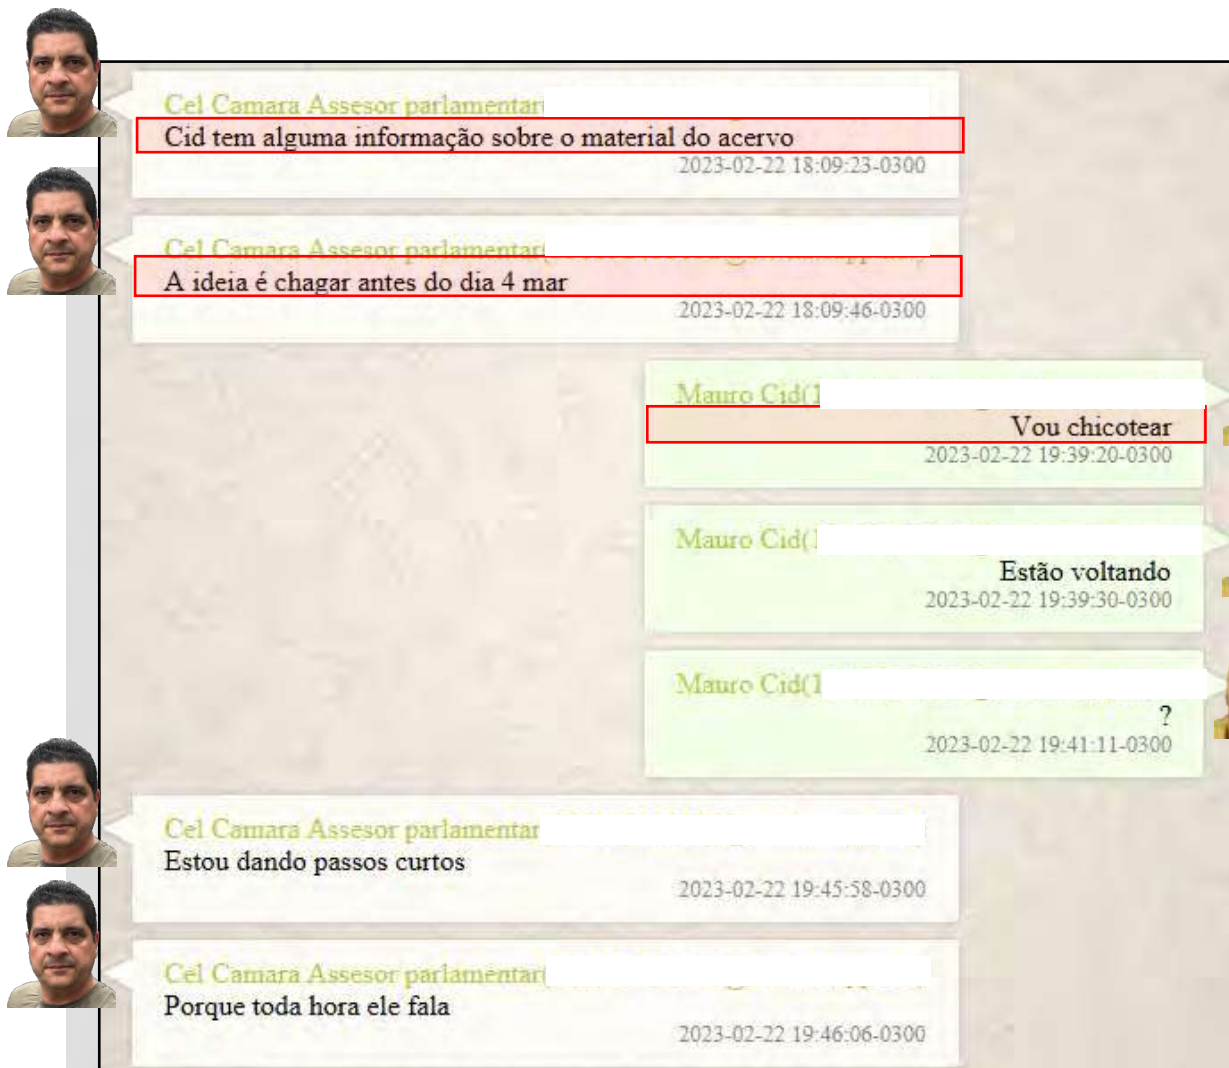 Cel Camara Assesor parlamentar
Cid tem alguma informação sobre o material do acervo
2023-02-22 18:09:23-0300
Cel Camara Assesor parlamentar(
A ideia é chagar antes do dia 4 mar
2023-02-22 18:09:46-0300
Mauro Cid(1
Vou chicotear
2023-02-22 19:39:20-0300
Mauro Cid(1
Estão voltando
2023-02-22 19:39:30-0300
Mauro Cid(1
?
2023-02-22 19:41:11-0300
Cel Camara Assesor parlamentar
Estou dando passos curtos
2023-02-22 19:45:58-0300
Cel Camara Assesor parlamentar(
Porque toda hora ele fala
2023-02-22 19:46:06-0300